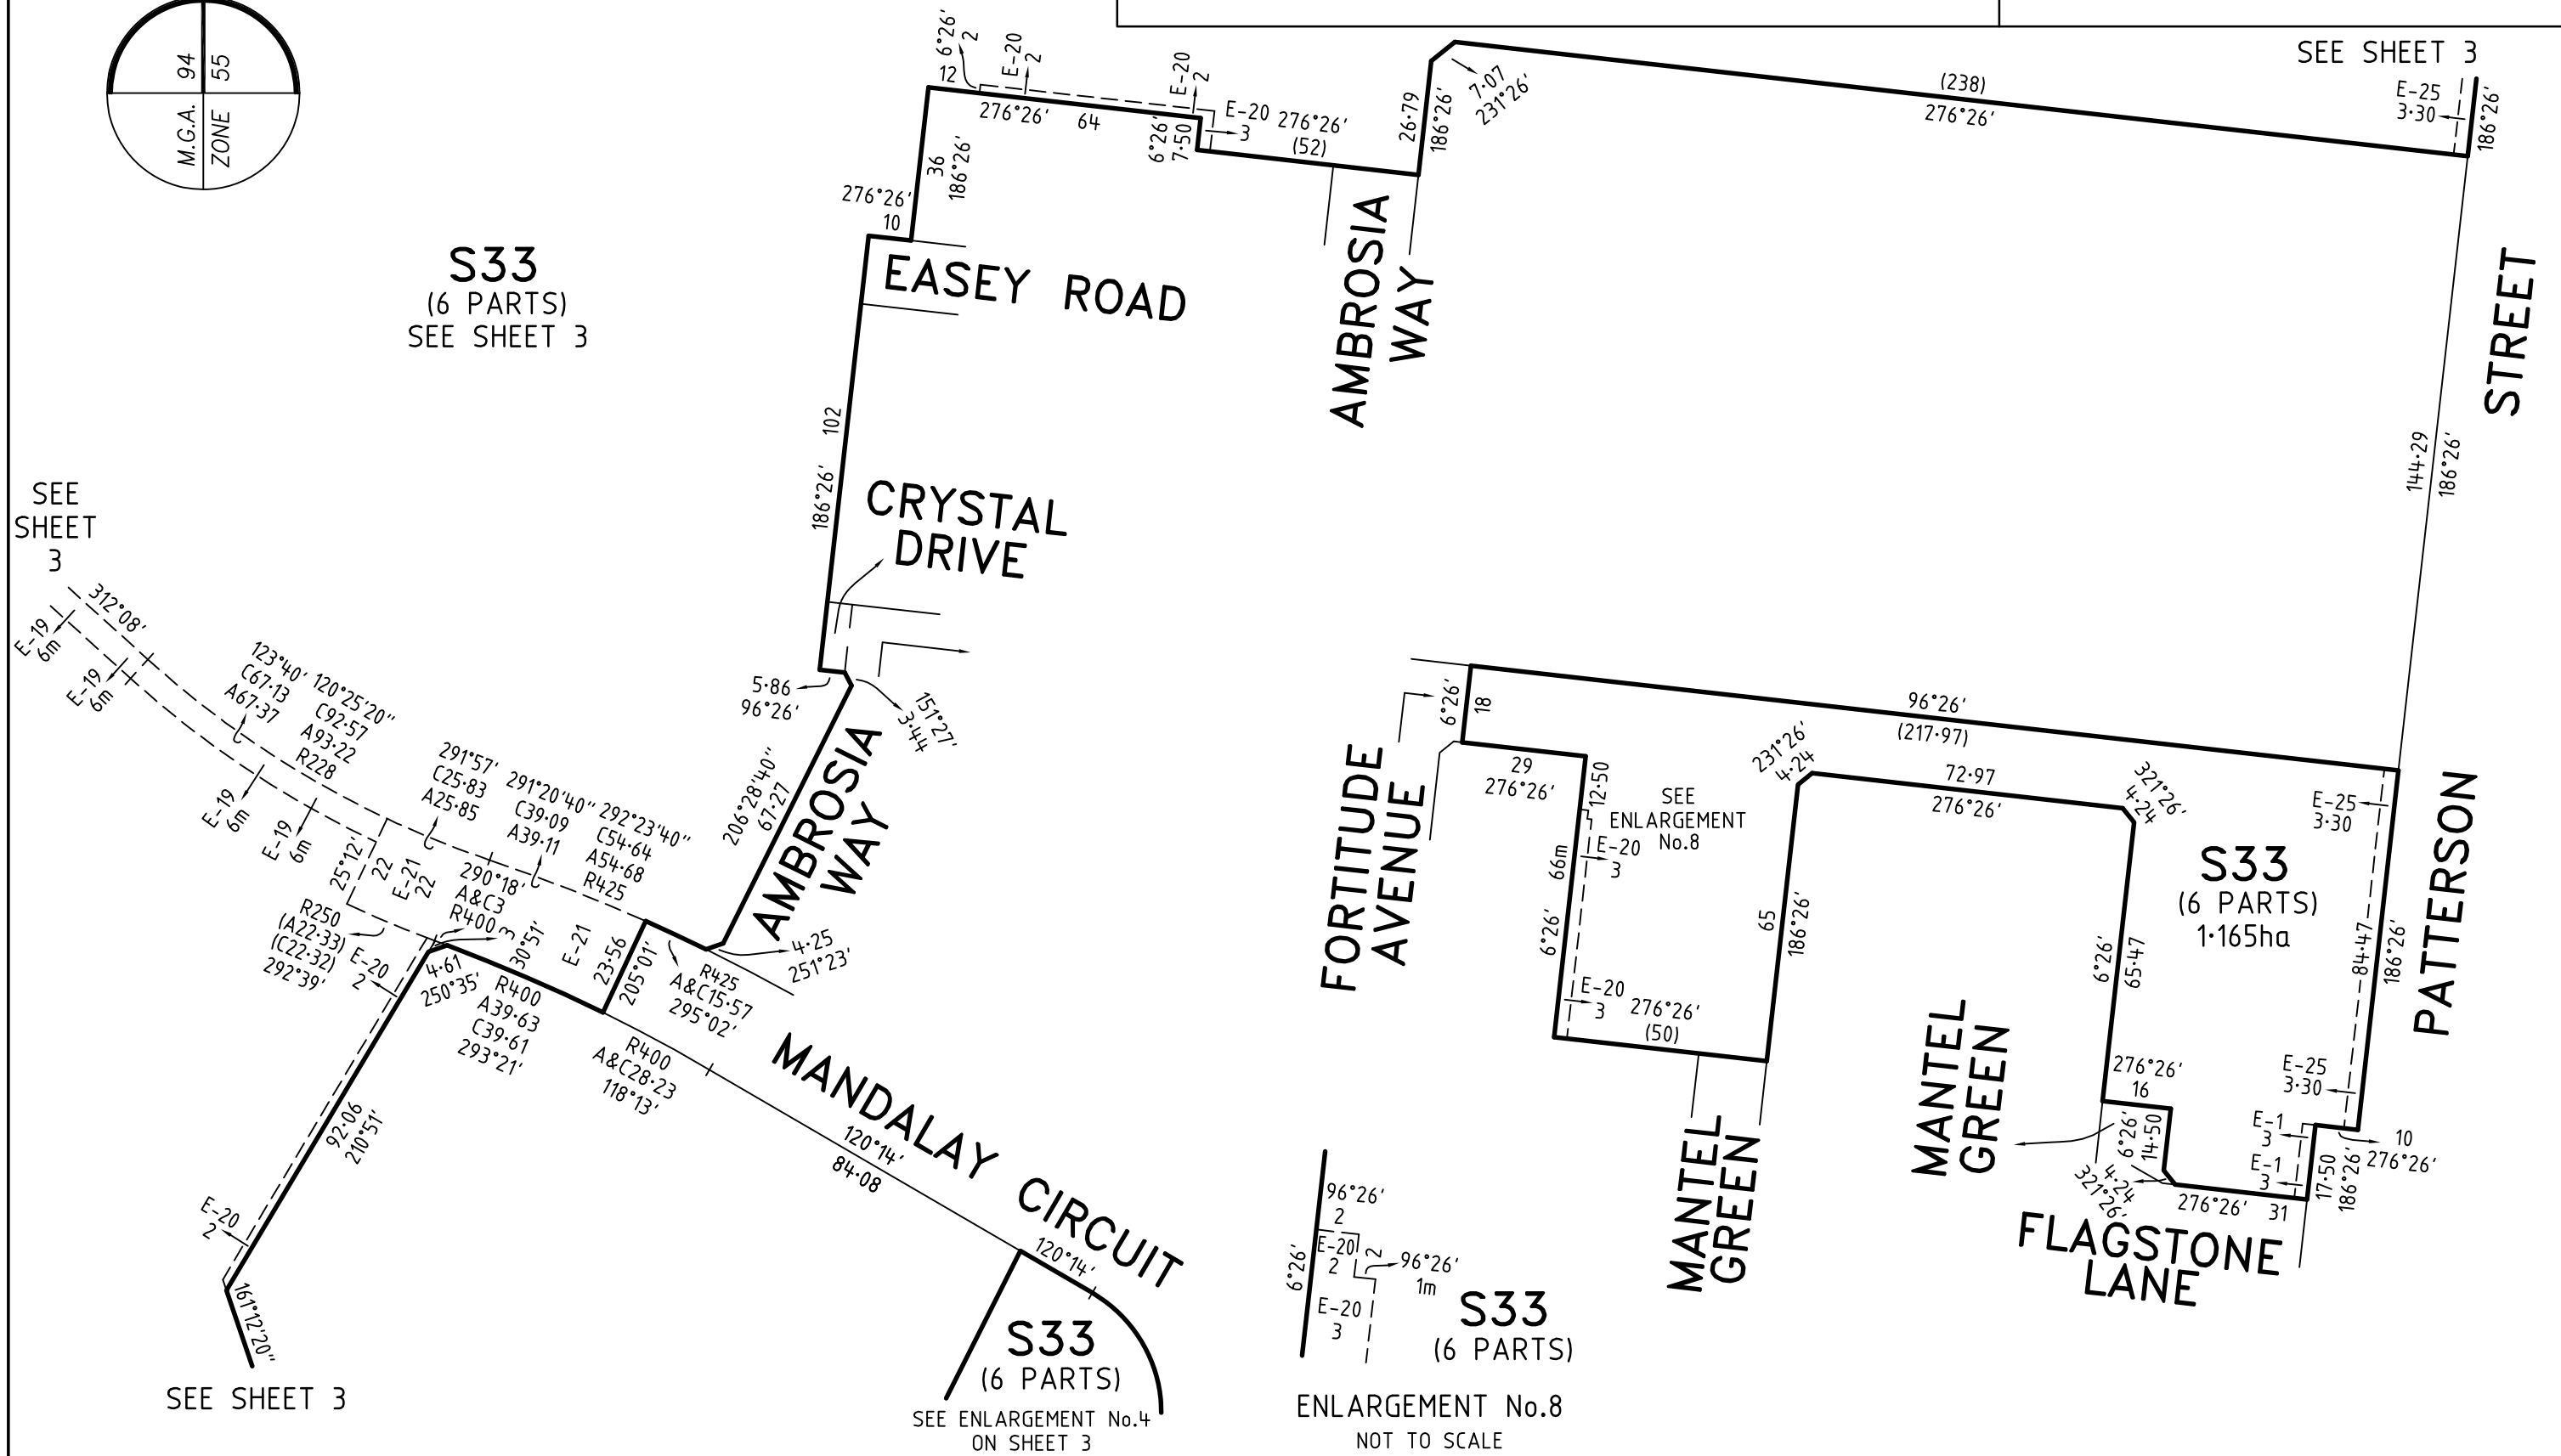 M.G.A. 94
ZONE 55
SEE SHEET 3
6°26'
2
12
E-20
2
E-20
2
276°26'
64
6°26'
7·50
E-20
3
276°26'
(52)
26·79
186°26'
7·07
231°26'
(238)
276°26'
E-25
3·30
186°26'
36
186°26'
276°26'
10
S33
(6 PARTS)
SEE SHEET 3
EASEY ROAD
AMBROSIA
WAY
STREET
102
186°26'
144·29
186°26'
CRYSTAL
DRIVE
SEE
SHEET
3
312°08'
E-19
6m
E-19
6m
123°40'
C67·13
A67·37
120°25'20"
C92·57
A93·22
R228
E-19
6m
E-19
6m
291°57'
C25·83
A25·85
291°20'40"
C39·09
A39·11
292°23'40"
C54·64
A54·68
R425
5·86
96°26'
151°27'
3·44
206°28'40"
67·27
AMBROSIA
WAY
25°12'
22
E-21
22
290°18'
A&C3
R400
3
30°51'
E-21
23·56
205°01'
R250
(A22·33)
(C22·32)
292°39'
E-20
2
4·61
250°35'
R400
A39·63
C39·61
293°21'
R425
A&C15·57
295°02'
4·25
251°23'
R400
A&C28·23
118°13'
MANDALAY CIRCUIT
120°14'
84·08
120°14'
92·06
210°51'
E-20
2
161°12'20"
SEE SHEET 3
S33
(6 PARTS)
SEE ENLARGEMENT No.4
ON SHEET 3
6°26'
18
96°26'
(217·97)
FORTITUDE
AVENUE
29
276°26'
12·50
SEE
ENLARGEMENT
No.8
E-20
3
66m
6°26'
E-20
3
276°26'
(50)
231°26'
4·24
72·97
276°26'
321°26'
4·24
65
186°26'
6°26'
65·47
E-25
3·30
S33
(6 PARTS)
1·165ha
84·47
186°26'
PATTERSON
MANTEL
GREEN
MANTEL
GREEN
276°26'
16
6°26'
14·50
4·24
321°26'
E-25
3·30
E-1
3
E-1
3
10
276°26'
17·50
186°26'
276°26'
31
FLAGSTONE
LANE
96°26'
2
E-20
2
2
96°26'
1m
6°26'
E-20
3
S33
(6 PARTS)
ENLARGEMENT No.8
NOT TO SCALE